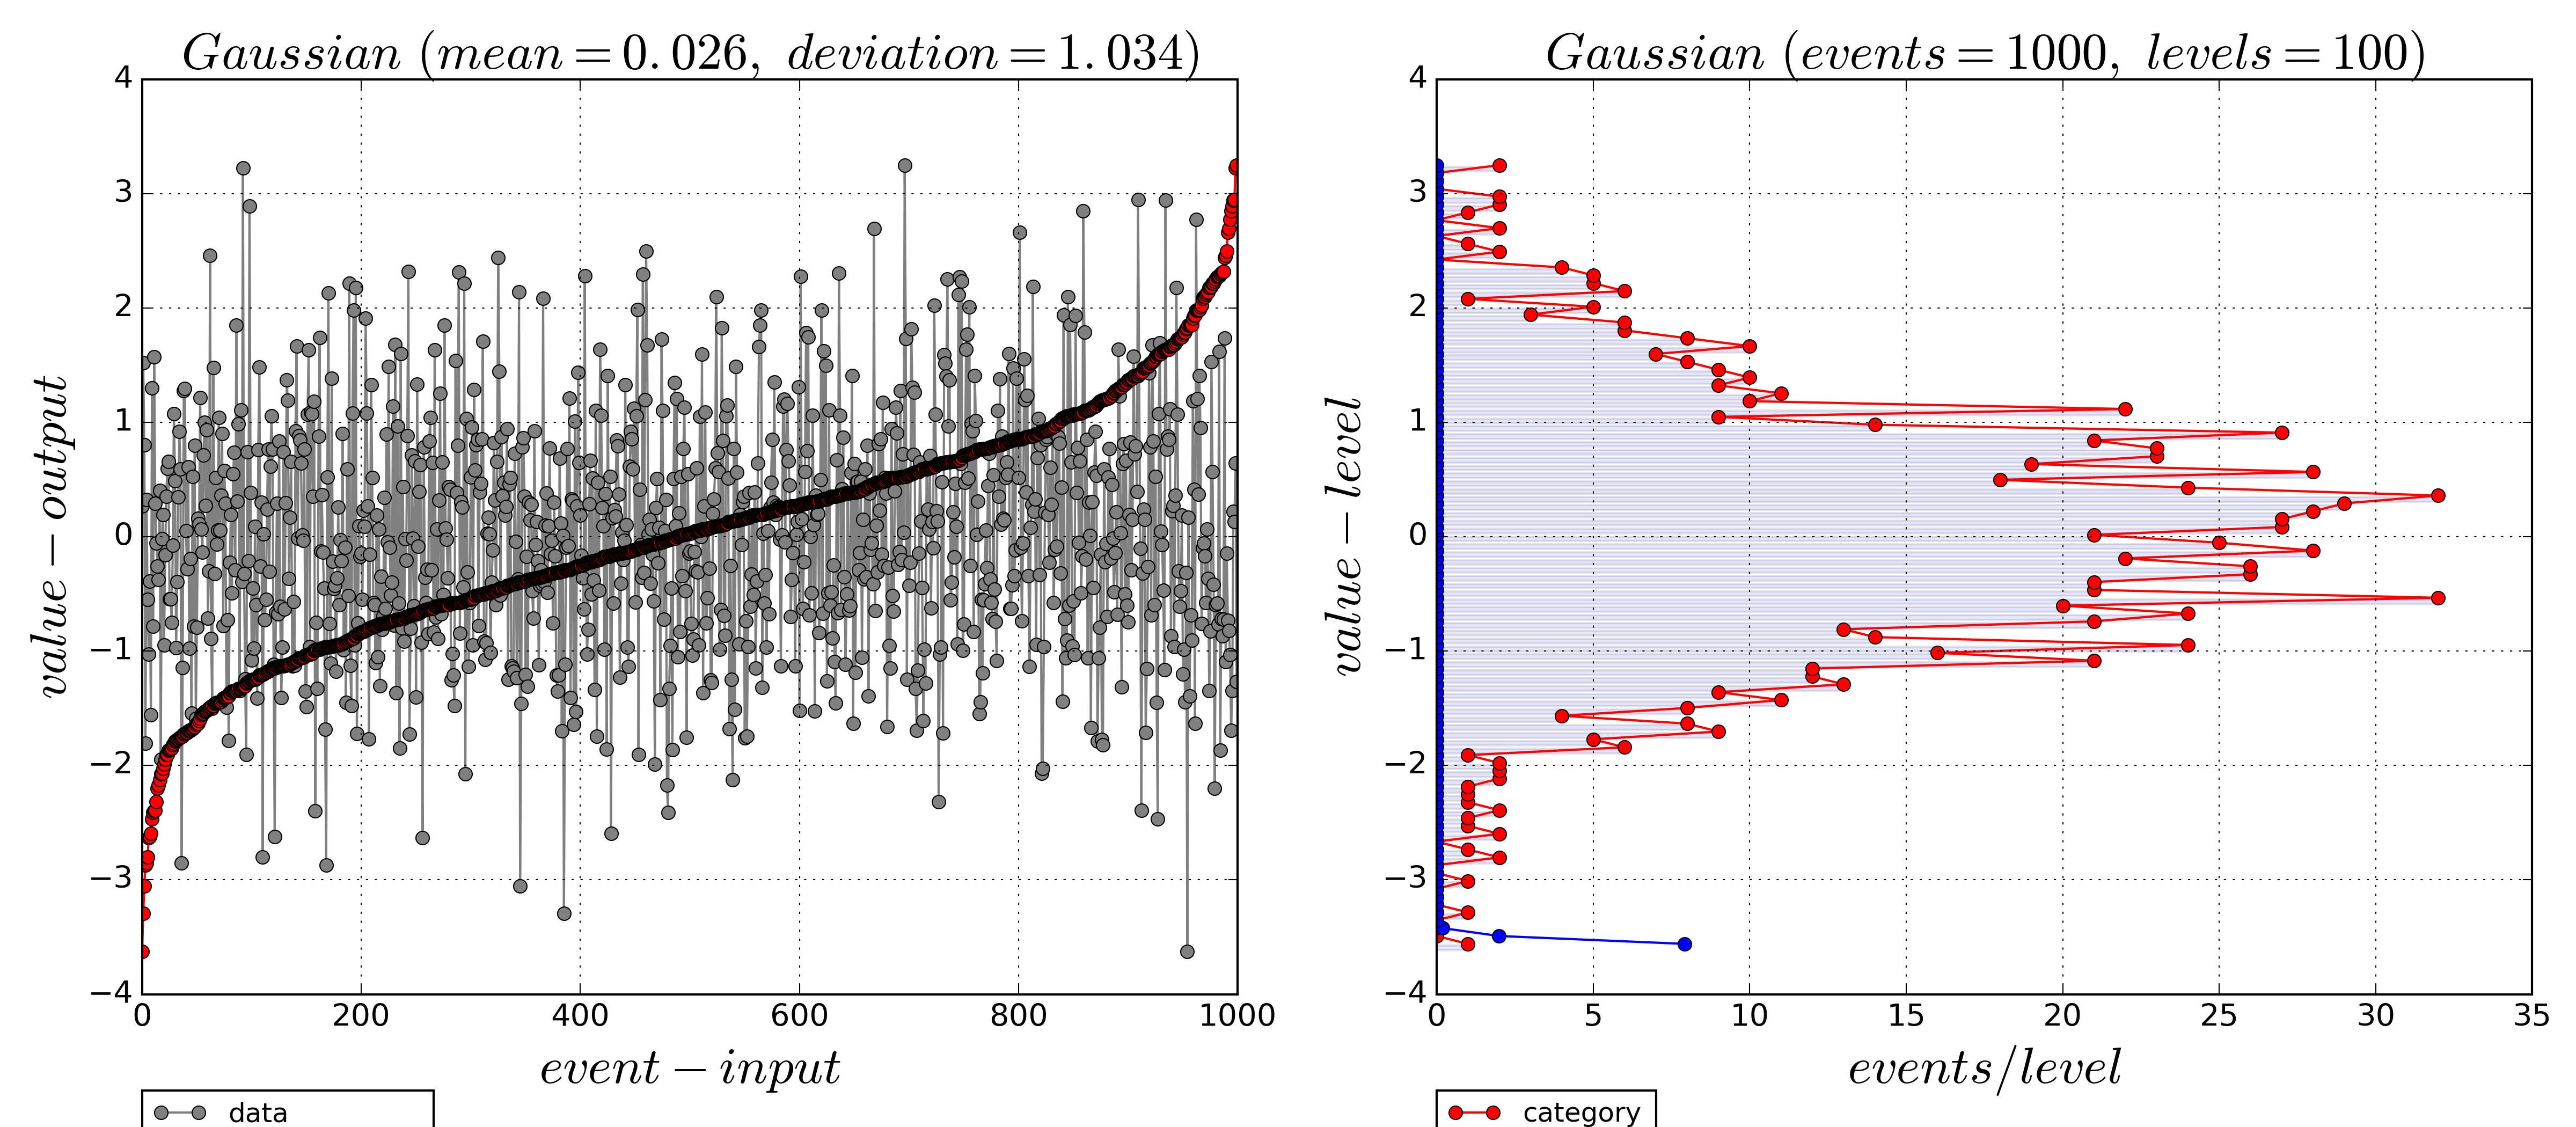 Gaussian (mean = 0.026, deviation = 1.034)
4
3
2
1
0
−1
−2
−3
−4
value − output
0 200 400 600 800 1000
event − input
data
Gaussian (events = 1000, levels = 100)
4
3
2
1
0
−1
−2
−3
−4
value − level
0 5 10 15 20 25 30 35
events/level
category